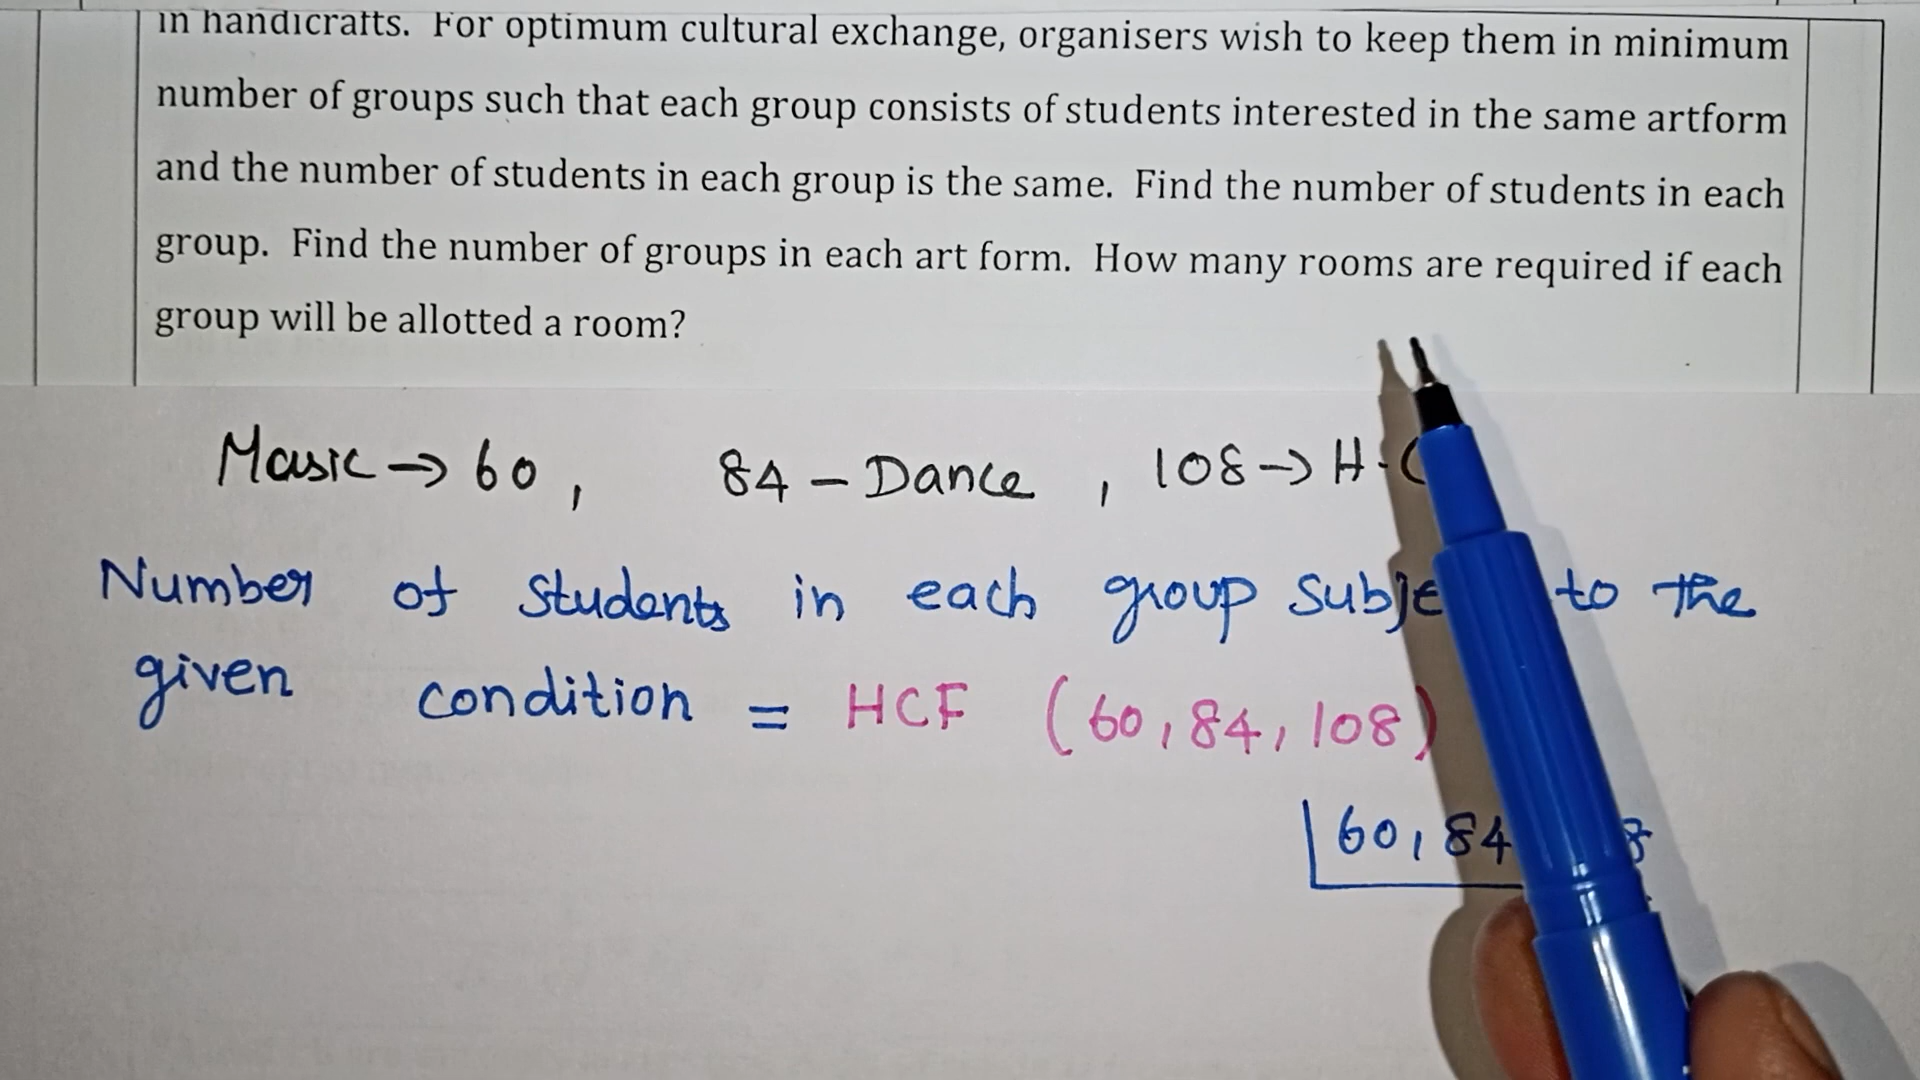 in handicrafts. For optimum cultural exchange, organisers wish to keep them in minimum
number of groups such that each group consists of students interested in the same artform
and the number of students in each group is the same. Find the number of students in each
group. Find the number of groups in each art form. How many rooms are required if each
group will be allotted a room?
Music → 60 , 84 – Dance , 108 → H.C
Number of students in each group to the
given condition = HCF (60, 84, 108)
60, 84